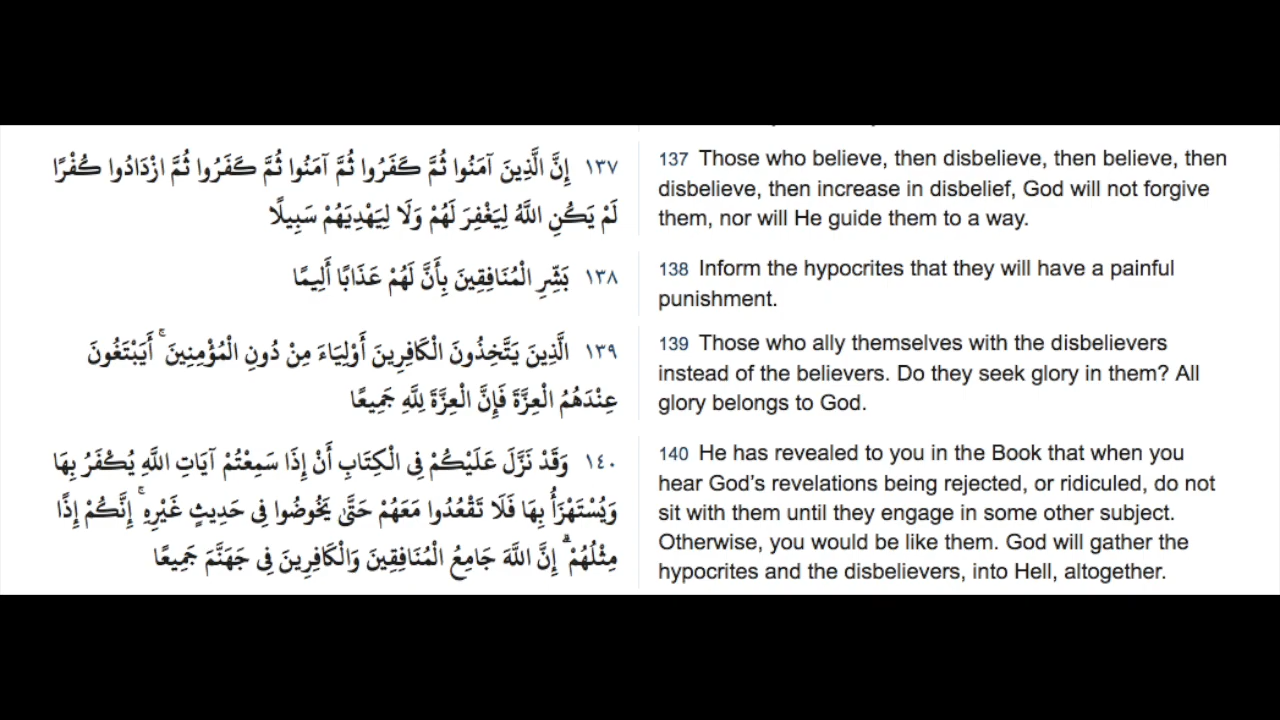 ١٣٧ إِنَّ الَّذِينَ آمَنُوا ثُمَّ كَفَرُوا ثُمَّ آمَنُوا ثُمَّ كَفَرُوا ثُمَّ ازْدَادُوا كُفْرًا
لَمْ يَكُنِ اللَّهُ لِيَغْفِرَ لَهُمْ وَلَا لِيَهْدِيَهُمْ سَبِيلًا
137 Those who believe, then disbelieve, then believe, then
disbelieve, then increase in disbelief, God will not forgive
them, nor will He guide them to a way.
١٣٨ بَشِّرِ الْمُنَافِقِينَ بِأَنَّ لَهُمْ عَذَابًا أَلِيمًا
138 Inform the hypocrites that they will have a painful
punishment.
١٣٩ الَّذِينَ يَتَّخِذُونَ الْكَافِرِينَ أَوْلِيَاءَ مِنْ دُونِ الْمُؤْمِنِينَ ۚ أَيَبْتَغُونَ
عِنْدَهُمُ الْعِزَّةَ فَإِنَّ الْعِزَّةَ لِلَّهِ جَمِيعًا
139 Those who ally themselves with the disbelievers
instead of the believers. Do they seek glory in them? All
glory belongs to God.
١٤٠ وَقَدْ نَزَّلَ عَلَيْكُمْ فِي الْكِتَابِ أَنْ إِذَا سَمِعْتُمْ آيَاتِ اللَّهِ يُكْفَرُ بِهَا
وَيُسْتَهْزَأُ بِهَا فَلَا تَقْعُدُوا مَعَهُمْ حَتَّىٰ يَخُوضُوا فِي حَدِيثٍ غَيْرِهِ ۚ إِنَّكُمْ إِذًا
مِثْلُهُمْ ۗ إِنَّ اللَّهَ جَامِعُ الْمُنَافِقِينَ وَالْكَافِرِينَ فِي جَهَنَّمَ جَمِيعًا
140 He has revealed to you in the Book that when you
hear God’s revelations being rejected, or ridiculed, do not
sit with them until they engage in some other subject.
Otherwise, you would be like them. God will gather the
hypocrites and the disbelievers, into Hell, altogether.